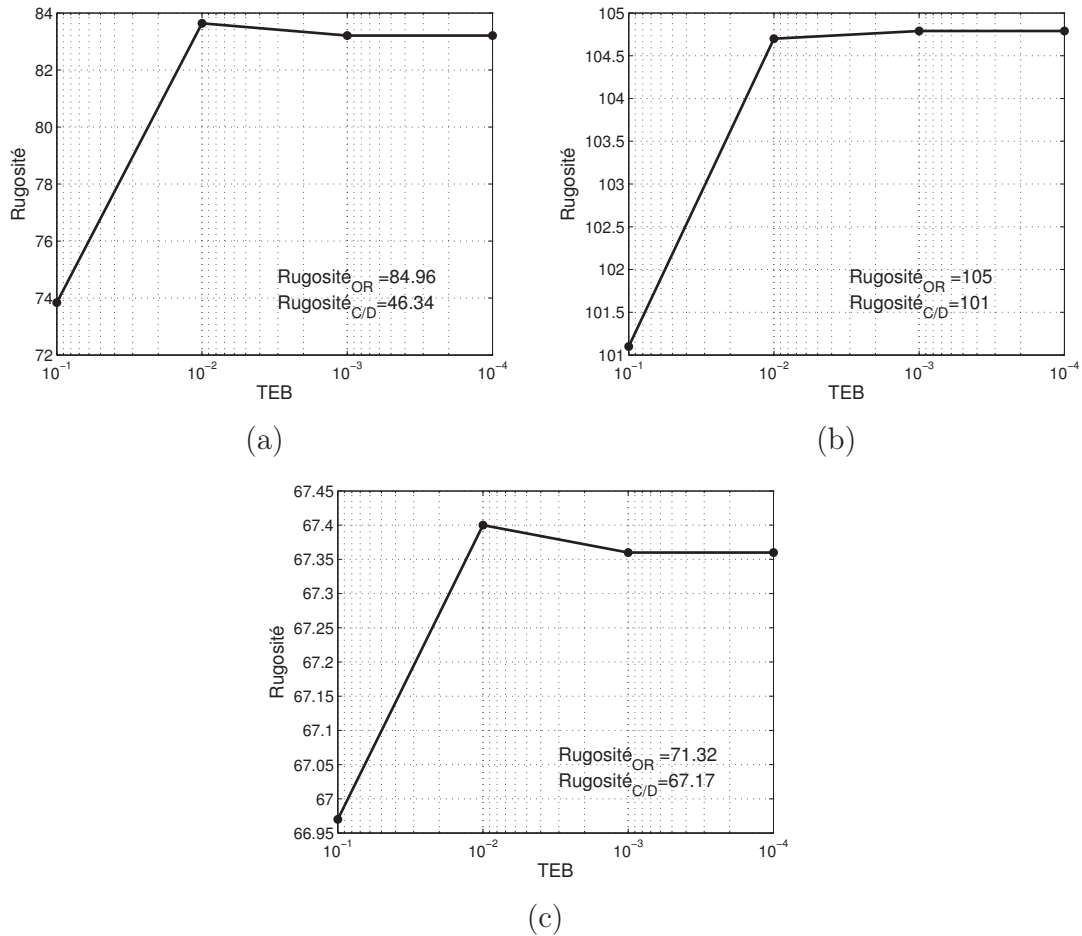 84
82
80
78
76
74
72
Rugosité
Rugosité_OR =84.96
Rugosité_C/D=46.34
10⁻¹ 10⁻² 10⁻³ 10⁻⁴
TEB
(a)
105
104.5
104
103.5
103
102.5
102
101.5
101
Rugosité
Rugosité_OR =105
Rugosité_C/D=101
10⁻¹ 10⁻² 10⁻³ 10⁻⁴
TEB
(b)
67.45
67.4
67.35
67.3
67.25
67.2
67.15
67.1
67.05
67
66.95
Rugosité
Rugosité_OR =71.32
Rugosité_C/D=67.17
10⁻¹ 10⁻² 10⁻³ 10⁻⁴
TEB
(c)